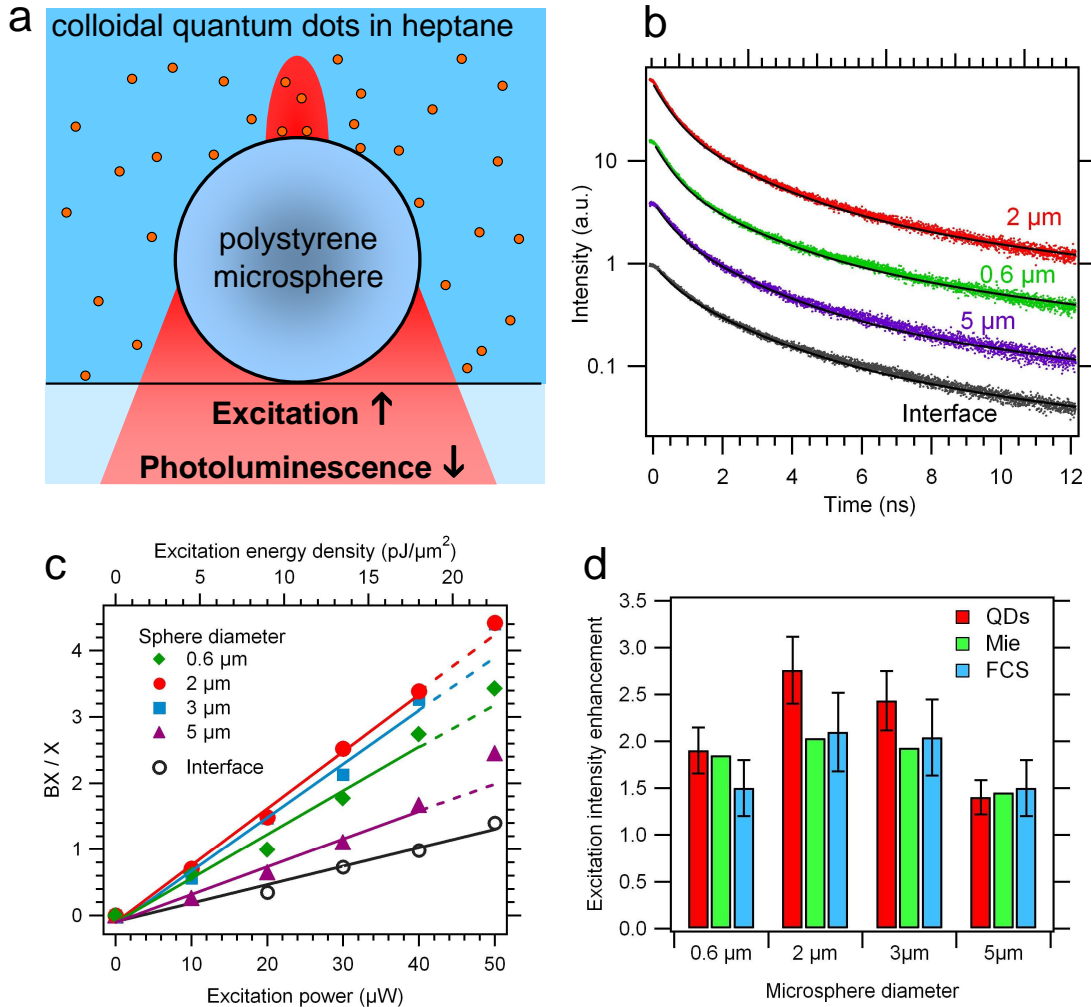 a
colloidal quantum dots in heptane
polystyrene
microsphere
Excitation ↑
Photoluminescence ↓
b
Intensity (a.u.)
10
1
0.1
2 µm
0.6 µm
5 µm
Interface
0 2 4 6 8 10 12
Time (ns)
c
Excitation energy density (pJ/µm²)
0 10 20
BX / X
4
3
2
1
0
Sphere diameter
0.6 µm
2 µm
3 µm
5 µm
Interface
0 10 20 30 40 50
Excitation power (µW)
d
Excitation intensity enhancement
3.5
3.0
2.5
2.0
1.5
1.0
0.5
0.0
QDs
Mie
FCS
0.6 µm 2 µm 3µm 5µm
Microsphere diameter